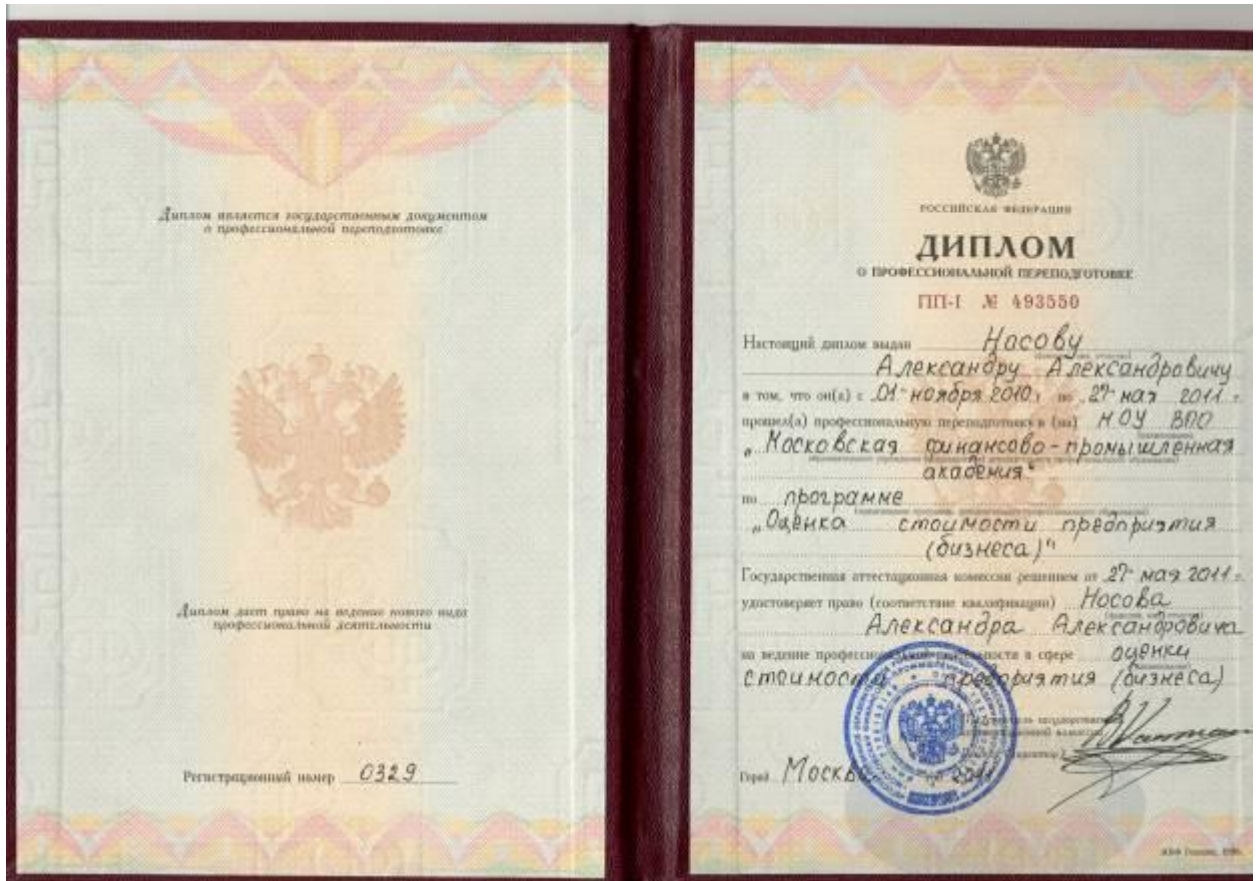 Диплом является государственным документом
о профессиональной переподготовке
Диплом дает право на ведение нового вида
профессиональной деятельности
Регистрационный номер 0329
РОССИЙСКАЯ ФЕДЕРАЦИЯ
ДИПЛОМ
О ПРОФЕССИОНАЛЬНОЙ ПЕРЕПОДГОТОВКЕ
ПП-I № 493550
Настоящий диплом выдан Носову
Александру Александровичу
в том, что он(а) с „01“ ноября 2010 г. по „27“ мая 2011 г.
прошел(а) профессиональную переподготовку в (на) НОУ ВПО
„Московская финансово-промышленная
академия“
по программе
„Оценка стоимости предприятия
(бизнеса)“
Государственная аттестационная комиссия решением от „27“ мая 2011 г.
удостоверяет право (соответствие квалификации) Носова
Александра Александровича
на ведение профессиональной деятельности в сфере оценки
стоимости предприятия (бизнеса)
Город Москва 2011